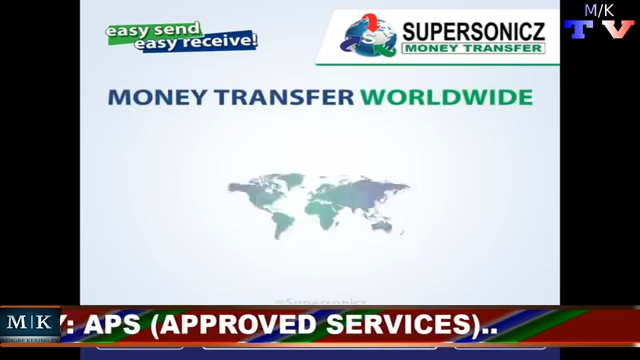 easy send
easy receive!
SUPERSONICZ
MONEY TRANSFER
M/K
TV
MONEY TRANSFER WORLDWIDE
@Supersonicz
M|K
Y: APS (APPROVED SERVICES)..